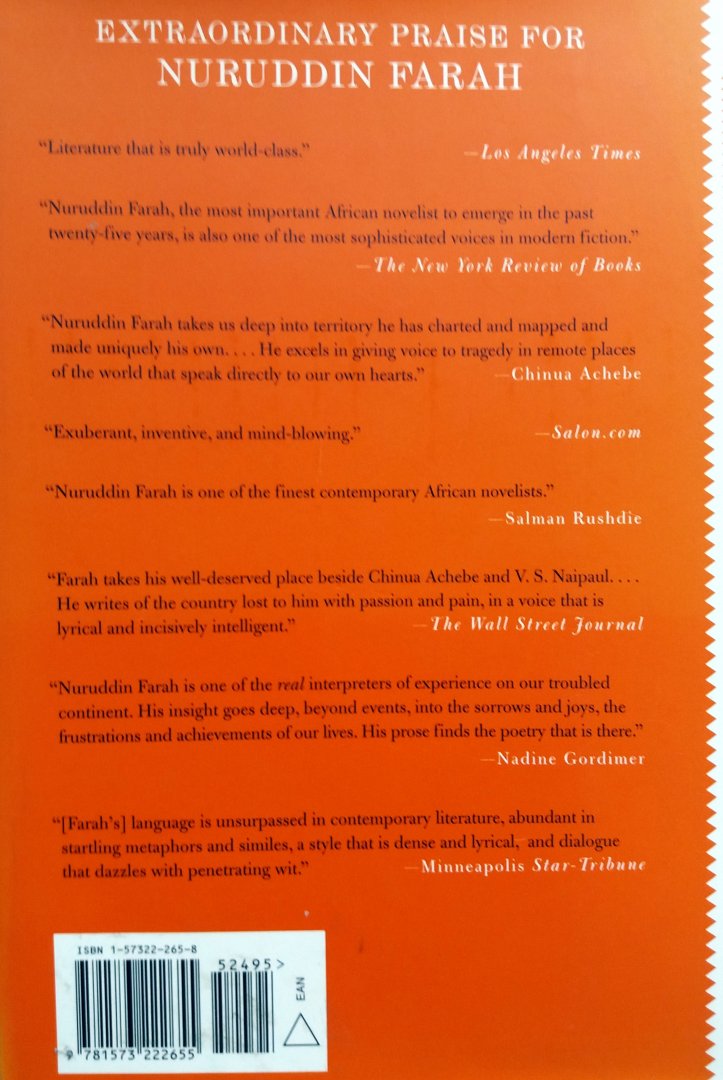 EXTRAORDINARY PRAISE FOR
NURUDDIN FARAH
“Literature that is truly world-class.” —Los Angeles Times
“Nuruddin Farah, the most important African novelist to emerge in the past
twenty-five years, is also one of the most sophisticated voices in modern fiction.”
—The New York Review of Books
“Nuruddin Farah takes us deep into territory he has charted and mapped and
made uniquely his own. . . . He excels in giving voice to tragedy in remote places
of the world that speak directly to our own hearts.” —Chinua Achebe
“Exuberant, inventive, and mind-blowing.” —Salon.com
“Nuruddin Farah is one of the finest contemporary African novelists.”
—Salman Rushdie
“Farah takes his well-deserved place beside Chinua Achebe and V. S. Naipaul. . . .
He writes of the country lost to him with passion and pain, in a voice that is
lyrical and incisively intelligent.” —The Wall Street Journal
“Nuruddin Farah is one of the real interpreters of experience on our troubled
continent. His insight goes deep, beyond events, into the sorrows and joys, the
frustrations and achievements of our lives. His prose finds the poetry that is there.”
—Nadine Gordimer
“[Farah’s] language is unsurpassed in contemporary literature, abundant in
startling metaphors and similes, a style that is dense and lyrical, and dialogue
that dazzles with penetrating wit.” —Minneapolis Star-Tribune
ISBN 1-57322-265-8
52495>
EAN
9 781573 222655